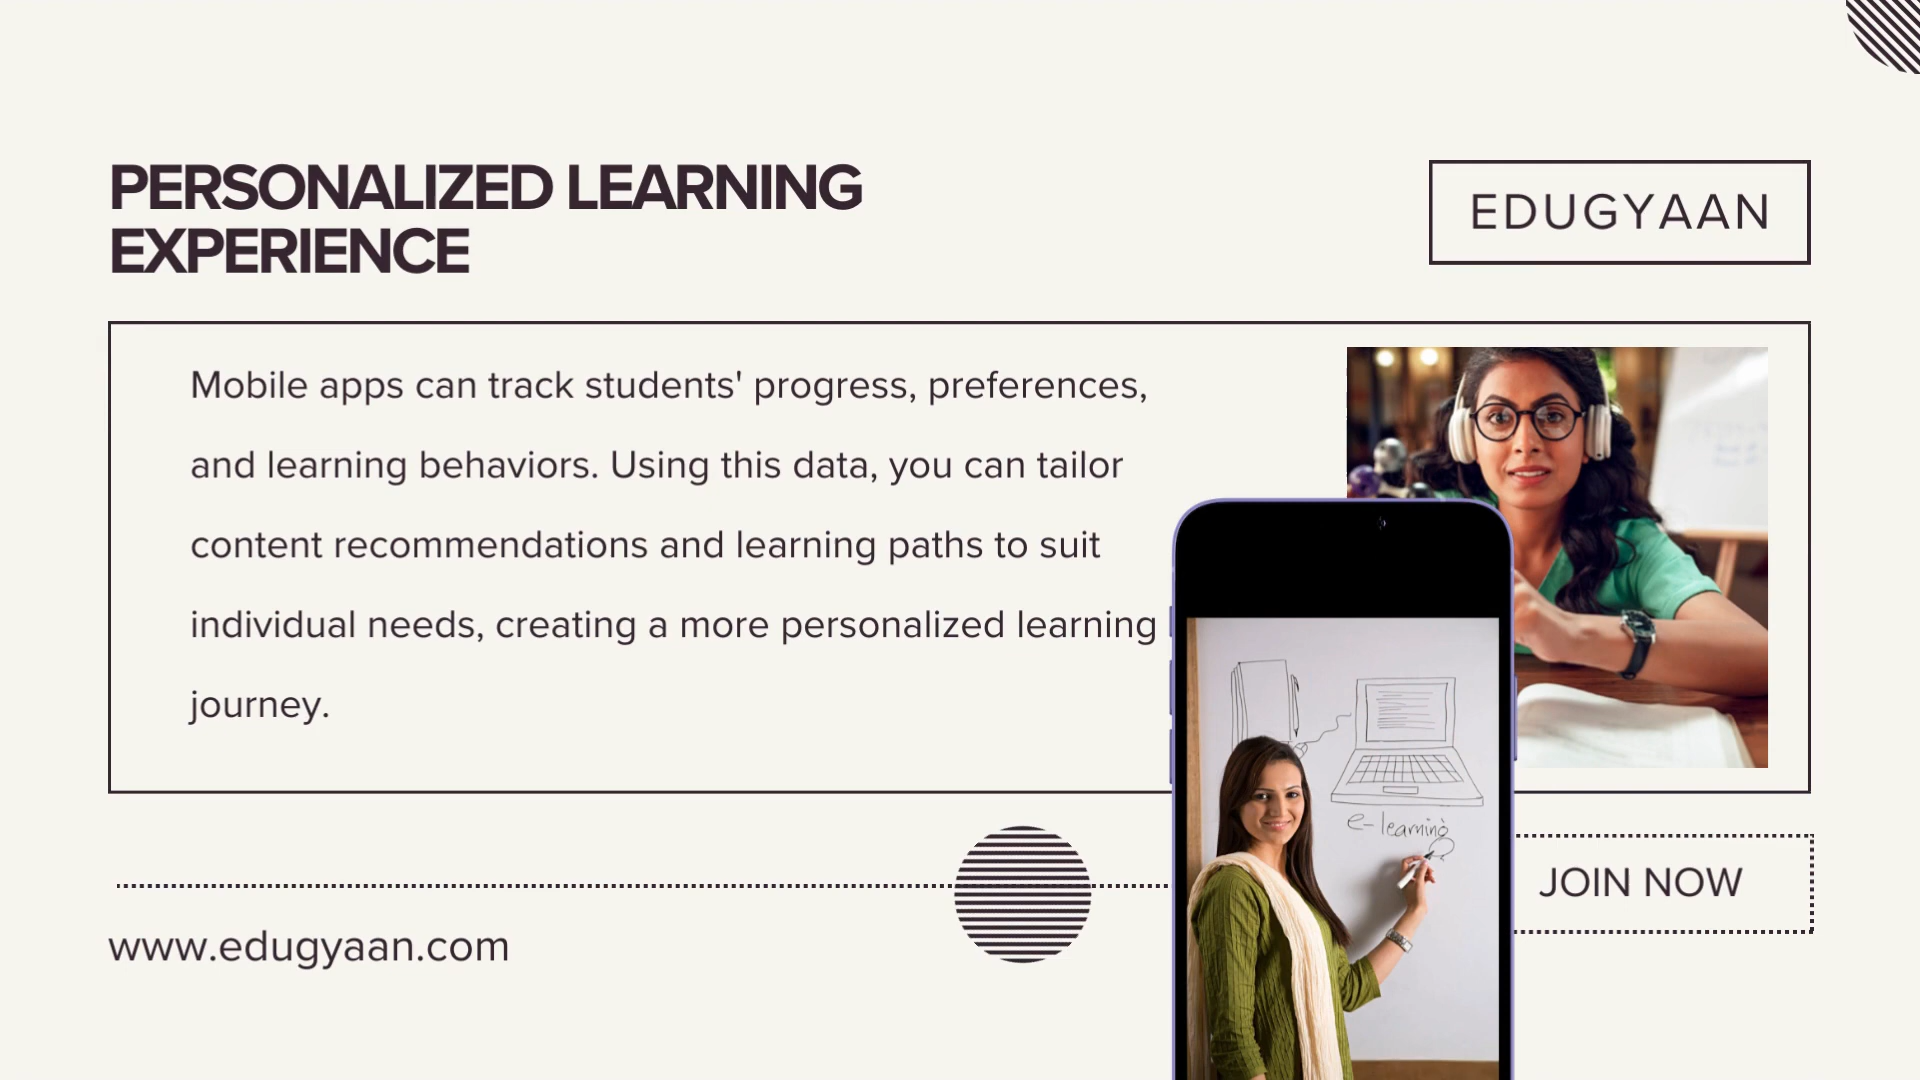 PERSONALIZED LEARNING
EXPERIENCE
EDUGYAAN
Mobile apps can track students' progress, preferences,
and learning behaviors. Using this data, you can tailor
content recommendations and learning paths to suit
individual needs, creating a more personalized learning
journey.
e-learning
JOIN NOW
www.edugyaan.com